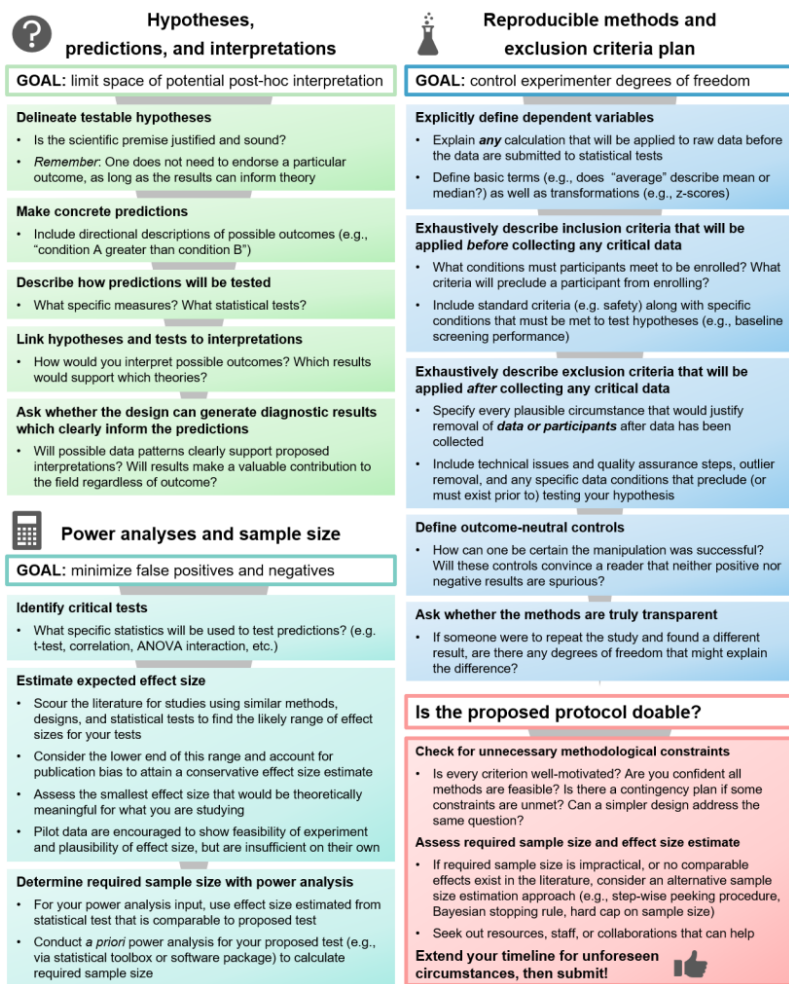 Hypotheses,
predictions, and interpretations
GOAL: limit space of potential post-hoc interpretation
Delineate testable hypotheses
• Is the scientific premise justified and sound?
• Remember: One does not need to endorse a particular
outcome, as long as the results can inform theory
Make concrete predictions
• Include directional descriptions of possible outcomes (e.g.,
“condition A greater than condition B”)
Describe how predictions will be tested
• What specific measures? What statistical tests?
Link hypotheses and tests to interpretations
• How would you interpret possible outcomes? Which results
would support which theories?
Ask whether the design can generate diagnostic results
which clearly inform the predictions
• Will possible data patterns clearly support proposed
interpretations? Will results make a valuable contribution to
the field regardless of outcome?
Power analyses and sample size
GOAL: minimize false positives and negatives
Identify critical tests
• What specific statistics will be used to test predictions? (e.g.
t-test, correlation, ANOVA interaction, etc.)
Estimate expected effect size
• Scour the literature for studies using similar methods,
designs, and statistical tests to find the likely range of effect
sizes for your tests
• Consider the lower end of this range and account for
publication bias to attain a conservative effect size estimate
• Assess the smallest effect size that would be theoretically
meaningful for what you are studying
• Pilot data are encouraged to show feasibility of experiment
and plausibility of effect size, but are insufficient on their own
Determine required sample size with power analysis
• For your power analysis input, use effect size estimated from
statistical test that is comparable to proposed test
• Conduct a priori power analysis for your proposed test (e.g.,
via statistical toolbox or software package) to calculate
required sample size
Reproducible methods and
exclusion criteria plan
GOAL: control experimenter degrees of freedom
Explicitly define dependent variables
• Explain any calculation that will be applied to raw data before
the data are submitted to statistical tests
• Define basic terms (e.g., does “average” describe mean or
median?) as well as transformations (e.g., z-scores)
Exhaustively describe inclusion criteria that will be
applied before collecting any critical data
• What conditions must participants meet to be enrolled? What
criteria will preclude a participant from enrolling?
• Include standard criteria (e.g. safety) along with specific
conditions that must be met to test hypotheses (e.g., baseline
screening performance)
Exhaustively describe exclusion criteria that will be
applied after collecting any critical data
• Specify every plausible circumstance that would justify
removal of data or participants after data has been
collected
• Include technical issues and quality assurance steps, outlier
removal, and any specific data conditions that preclude (or
must exist prior to) testing your hypothesis
Define outcome-neutral controls
• How can one be certain the manipulation was successful?
Will these controls convince a reader that neither positive nor
negative results are spurious?
Ask whether the methods are truly transparent
• If someone were to repeat the study and found a different
result, are there any degrees of freedom that might explain
the difference?
Is the proposed protocol doable?
Check for unnecessary methodological constraints
• Is every criterion well-motivated? Are you confident all
methods are feasible? Is there a contingency plan if some
constraints are unmet? Can a simpler design address the
same question?
Assess required sample size and effect size estimate
• If required sample size is impractical, or no comparable
effects exist in the literature, consider an alternative sample
size estimation approach (e.g., step-wise peeking procedure,
Bayesian stopping rule, hard cap on sample size)
• Seek out resources, staff, or collaborations that can help
Extend your timeline for unforeseen
circumstances, then submit!